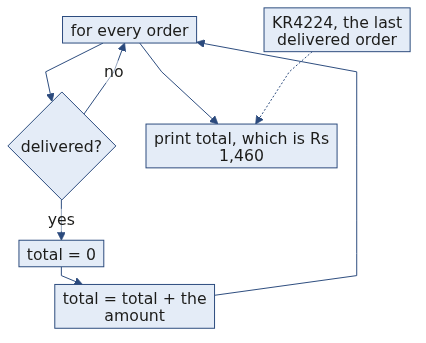 for every order
KR4224, the last
delivered order
no
delivered?
print total, which is Rs
1,460
yes
total = 0
total = total + the
amount